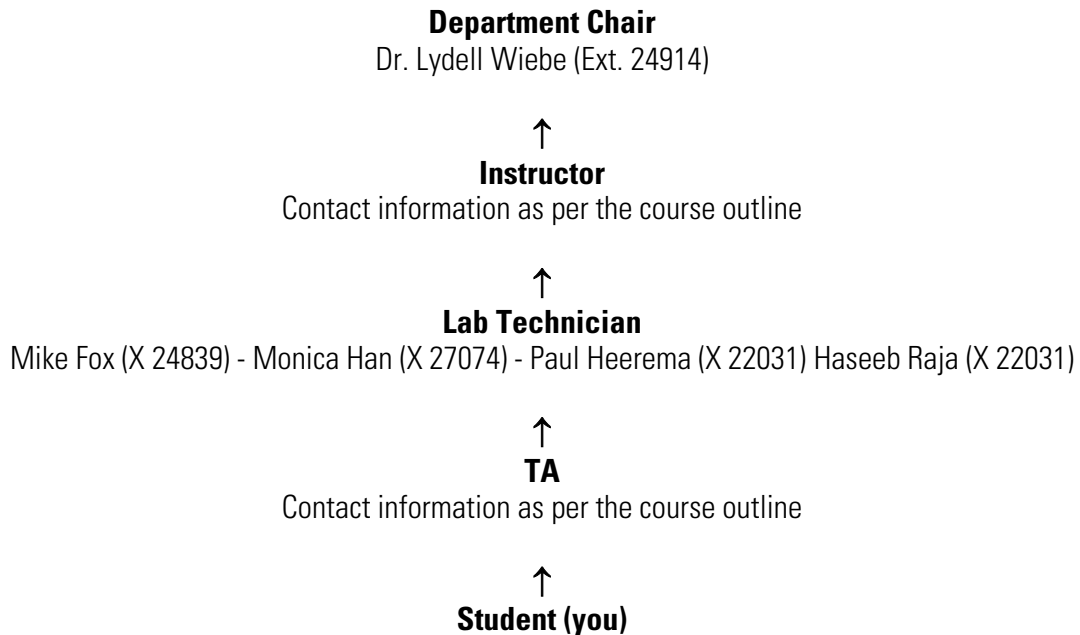 Department Chair
Dr. Lydell Wiebe (Ext. 24914)
↑
Instructor
Contact information as per the course outline
↑
Lab Technician
Mike Fox (X 24839) - Monica Han (X 27074) - Paul Heerema (X 22031) Haseeb Raja (X 22031)
↑
TA
Contact information as per the course outline
↑
Student (you)